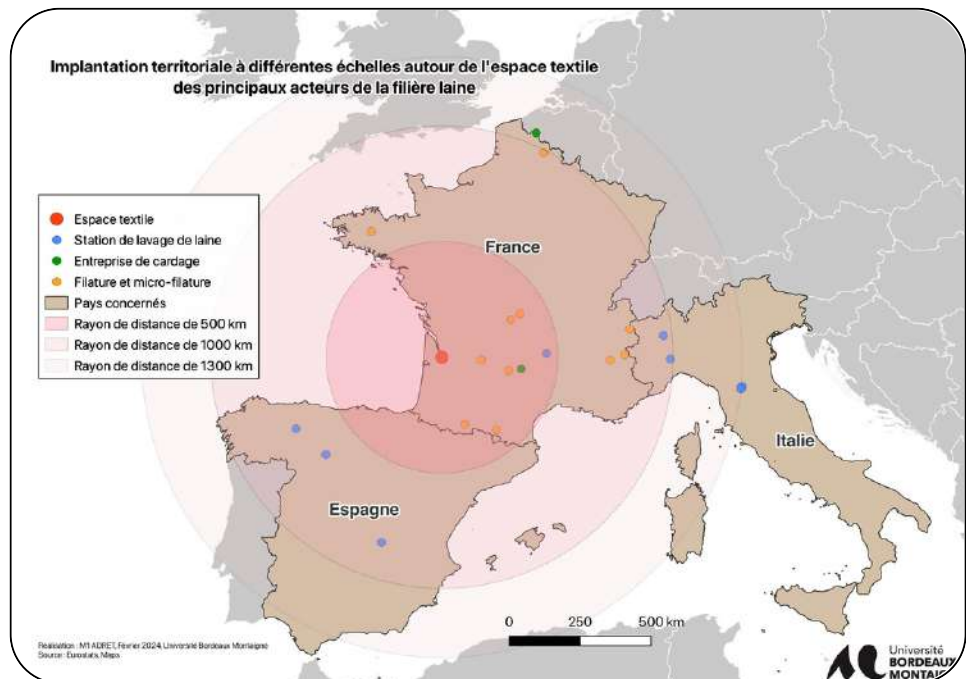 Implantation territoriale à différentes échelles autour de l'espace textile
des principaux acteurs de la filière laine
Espace textile
Station de lavage de laine
Entreprise de cardage
Filature et micro-filature
Pays concernés
Rayon de distance de 500 km
Rayon de distance de 1000 km
Rayon de distance de 1300 km
France
Italie
Espagne
0 250 500 km
Réalisation : M1 ADRET, Février 2024, Université Bordeaux Montaigne
Source : Eurostats, Maps
Université
BORDEAUX
MONTAIG